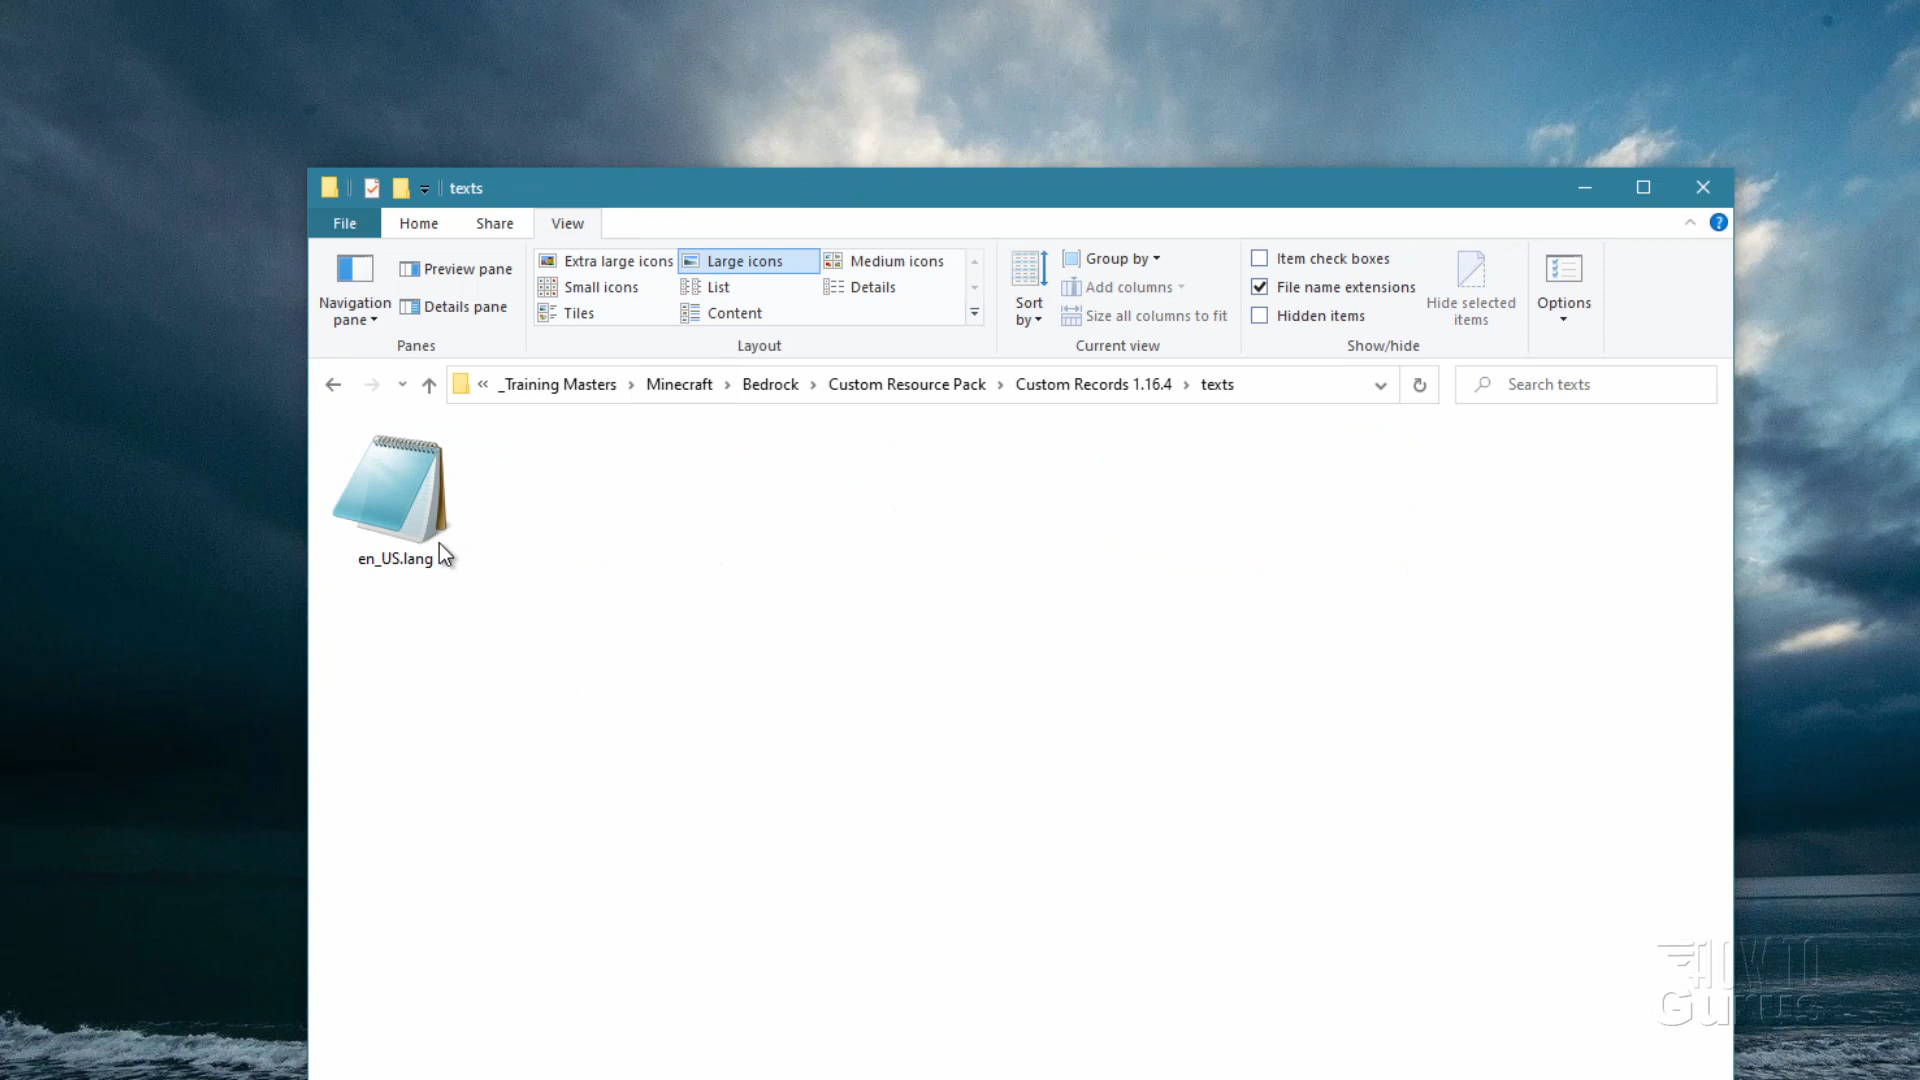 texts
File Home Share View
Navigation pane
Preview pane
Details pane
Panes
Extra large icons Large icons Medium icons
Small icons List Details
Tiles Content
Layout
Sort by
Group by
Add columns
Size all columns to fit
Current view
Item check boxes
File name extensions
Hidden items
Hide selected items
Show/hide
Options
« _Training Masters › Minecraft › Bedrock › Custom Resource Pack › Custom Records 1.16.4 › texts
Search texts
en_US.lang
HOW TO
Gurus